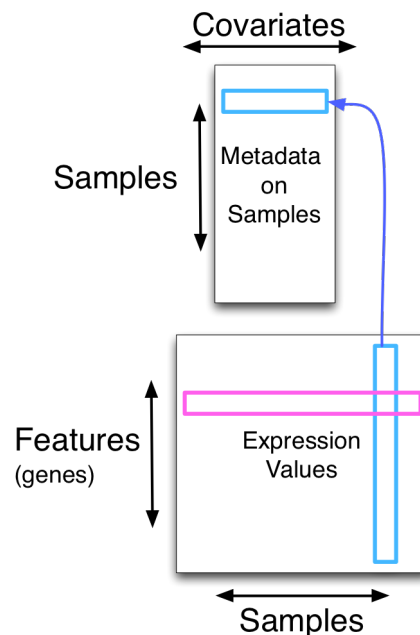 Covariates
Samples
Metadata
on
Samples
Features
(genes)
Expression
Values
Samples